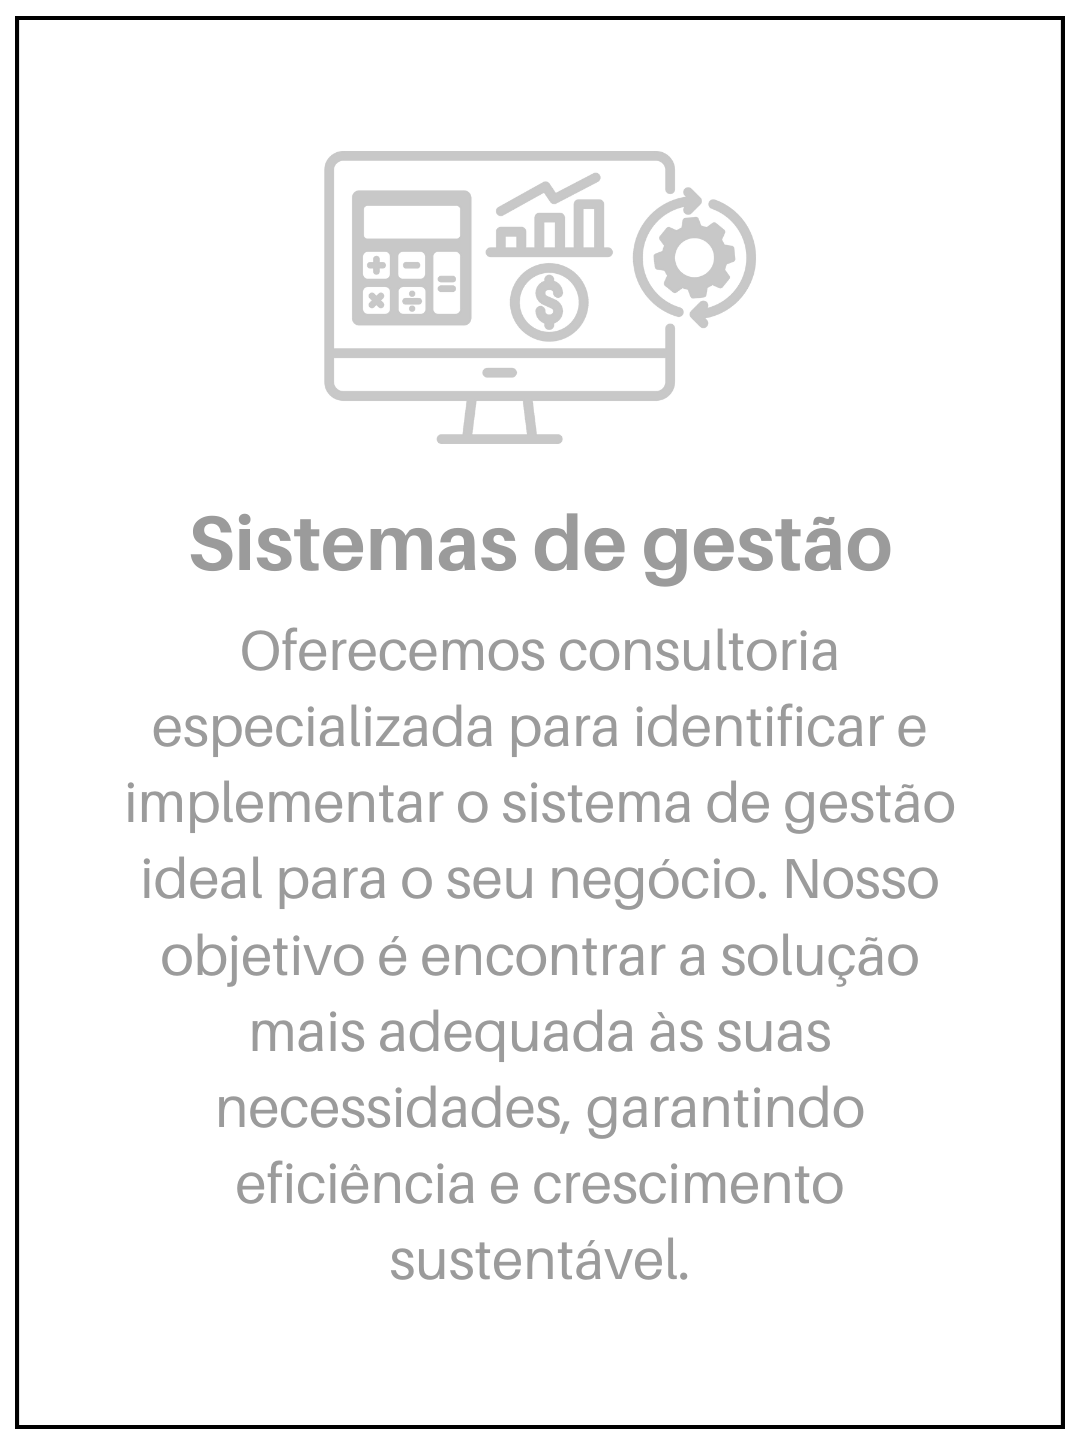 Sistemas de gestão
Oferecemos consultoria
especializada para identificar e
implementar o sistema de gestão
ideal para o seu negócio. Nosso
objetivo é encontrar a solução
mais adequada às suas
necessidades, garantindo
eficiência e crescimento
sustentável.